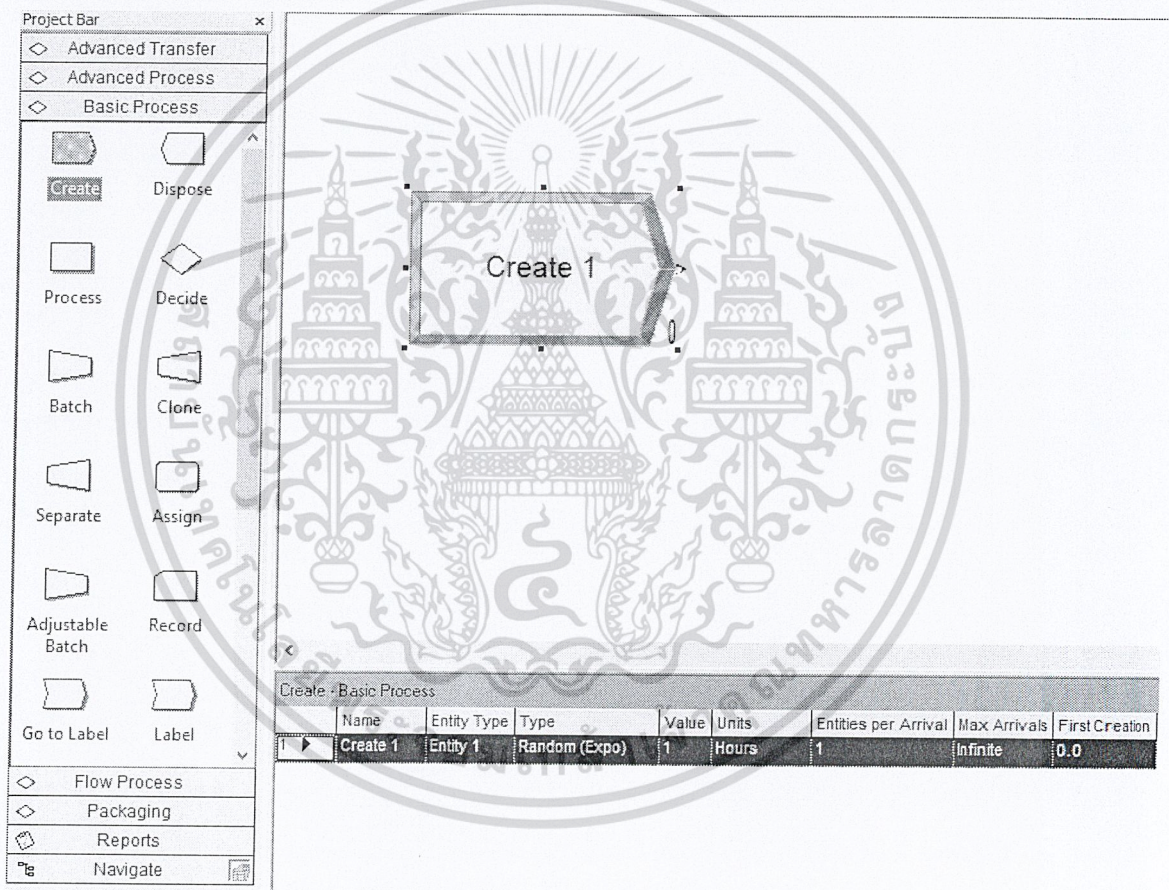 Project Bar ×
Advanced Transfer
Advanced Process
Basic Process
Create Dispose
Process Decide
Batch Clone
Separate Assign
Adjustable Batch Record
Go to Label Label
Flow Process
Packaging
Reports
Navigate
Create 1
0
Create - Basic Process
Name Entity Type Type Value Units Entities per Arrival Max Arrivals First Creation
1 Create 1 Entity 1 Random (Expo) 1 Hours 1 Infinite 0.0